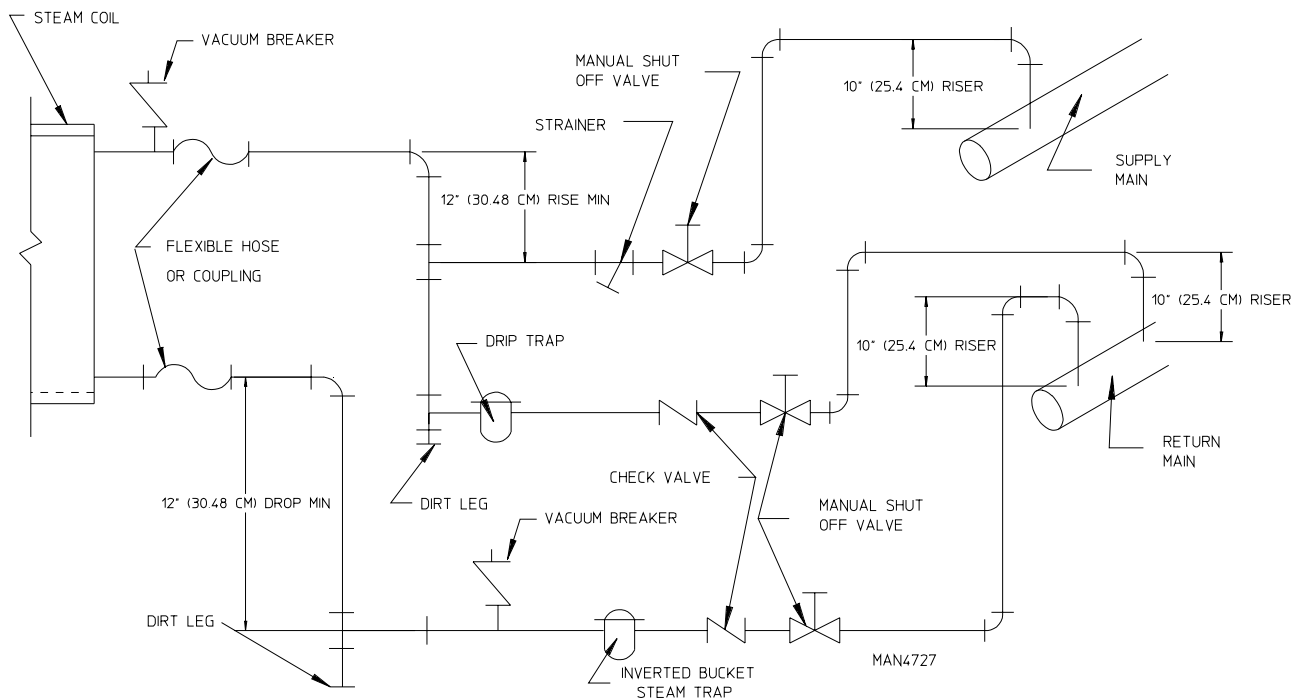 STEAM COIL
VACUUM BREAKER
MANUAL SHUT
OFF VALVE
10" (25.4 CM) RISER
STRAINER
SUPPLY
MAIN
12" (30.48 CM) RISE MIN
FLEXIBLE HOSE
OR COUPLING
10" (25.4 CM) RISER
DRIP TRAP
10" (25.4 CM) RISER
RETURN
MAIN
CHECK VALVE
12" (30.48 CM) DROP MIN
DIRT LEG
MANUAL SHUT
OFF VALVE
VACUUM BREAKER
DIRT LEG
MAN4727
INVERTED BUCKET
STEAM TRAP